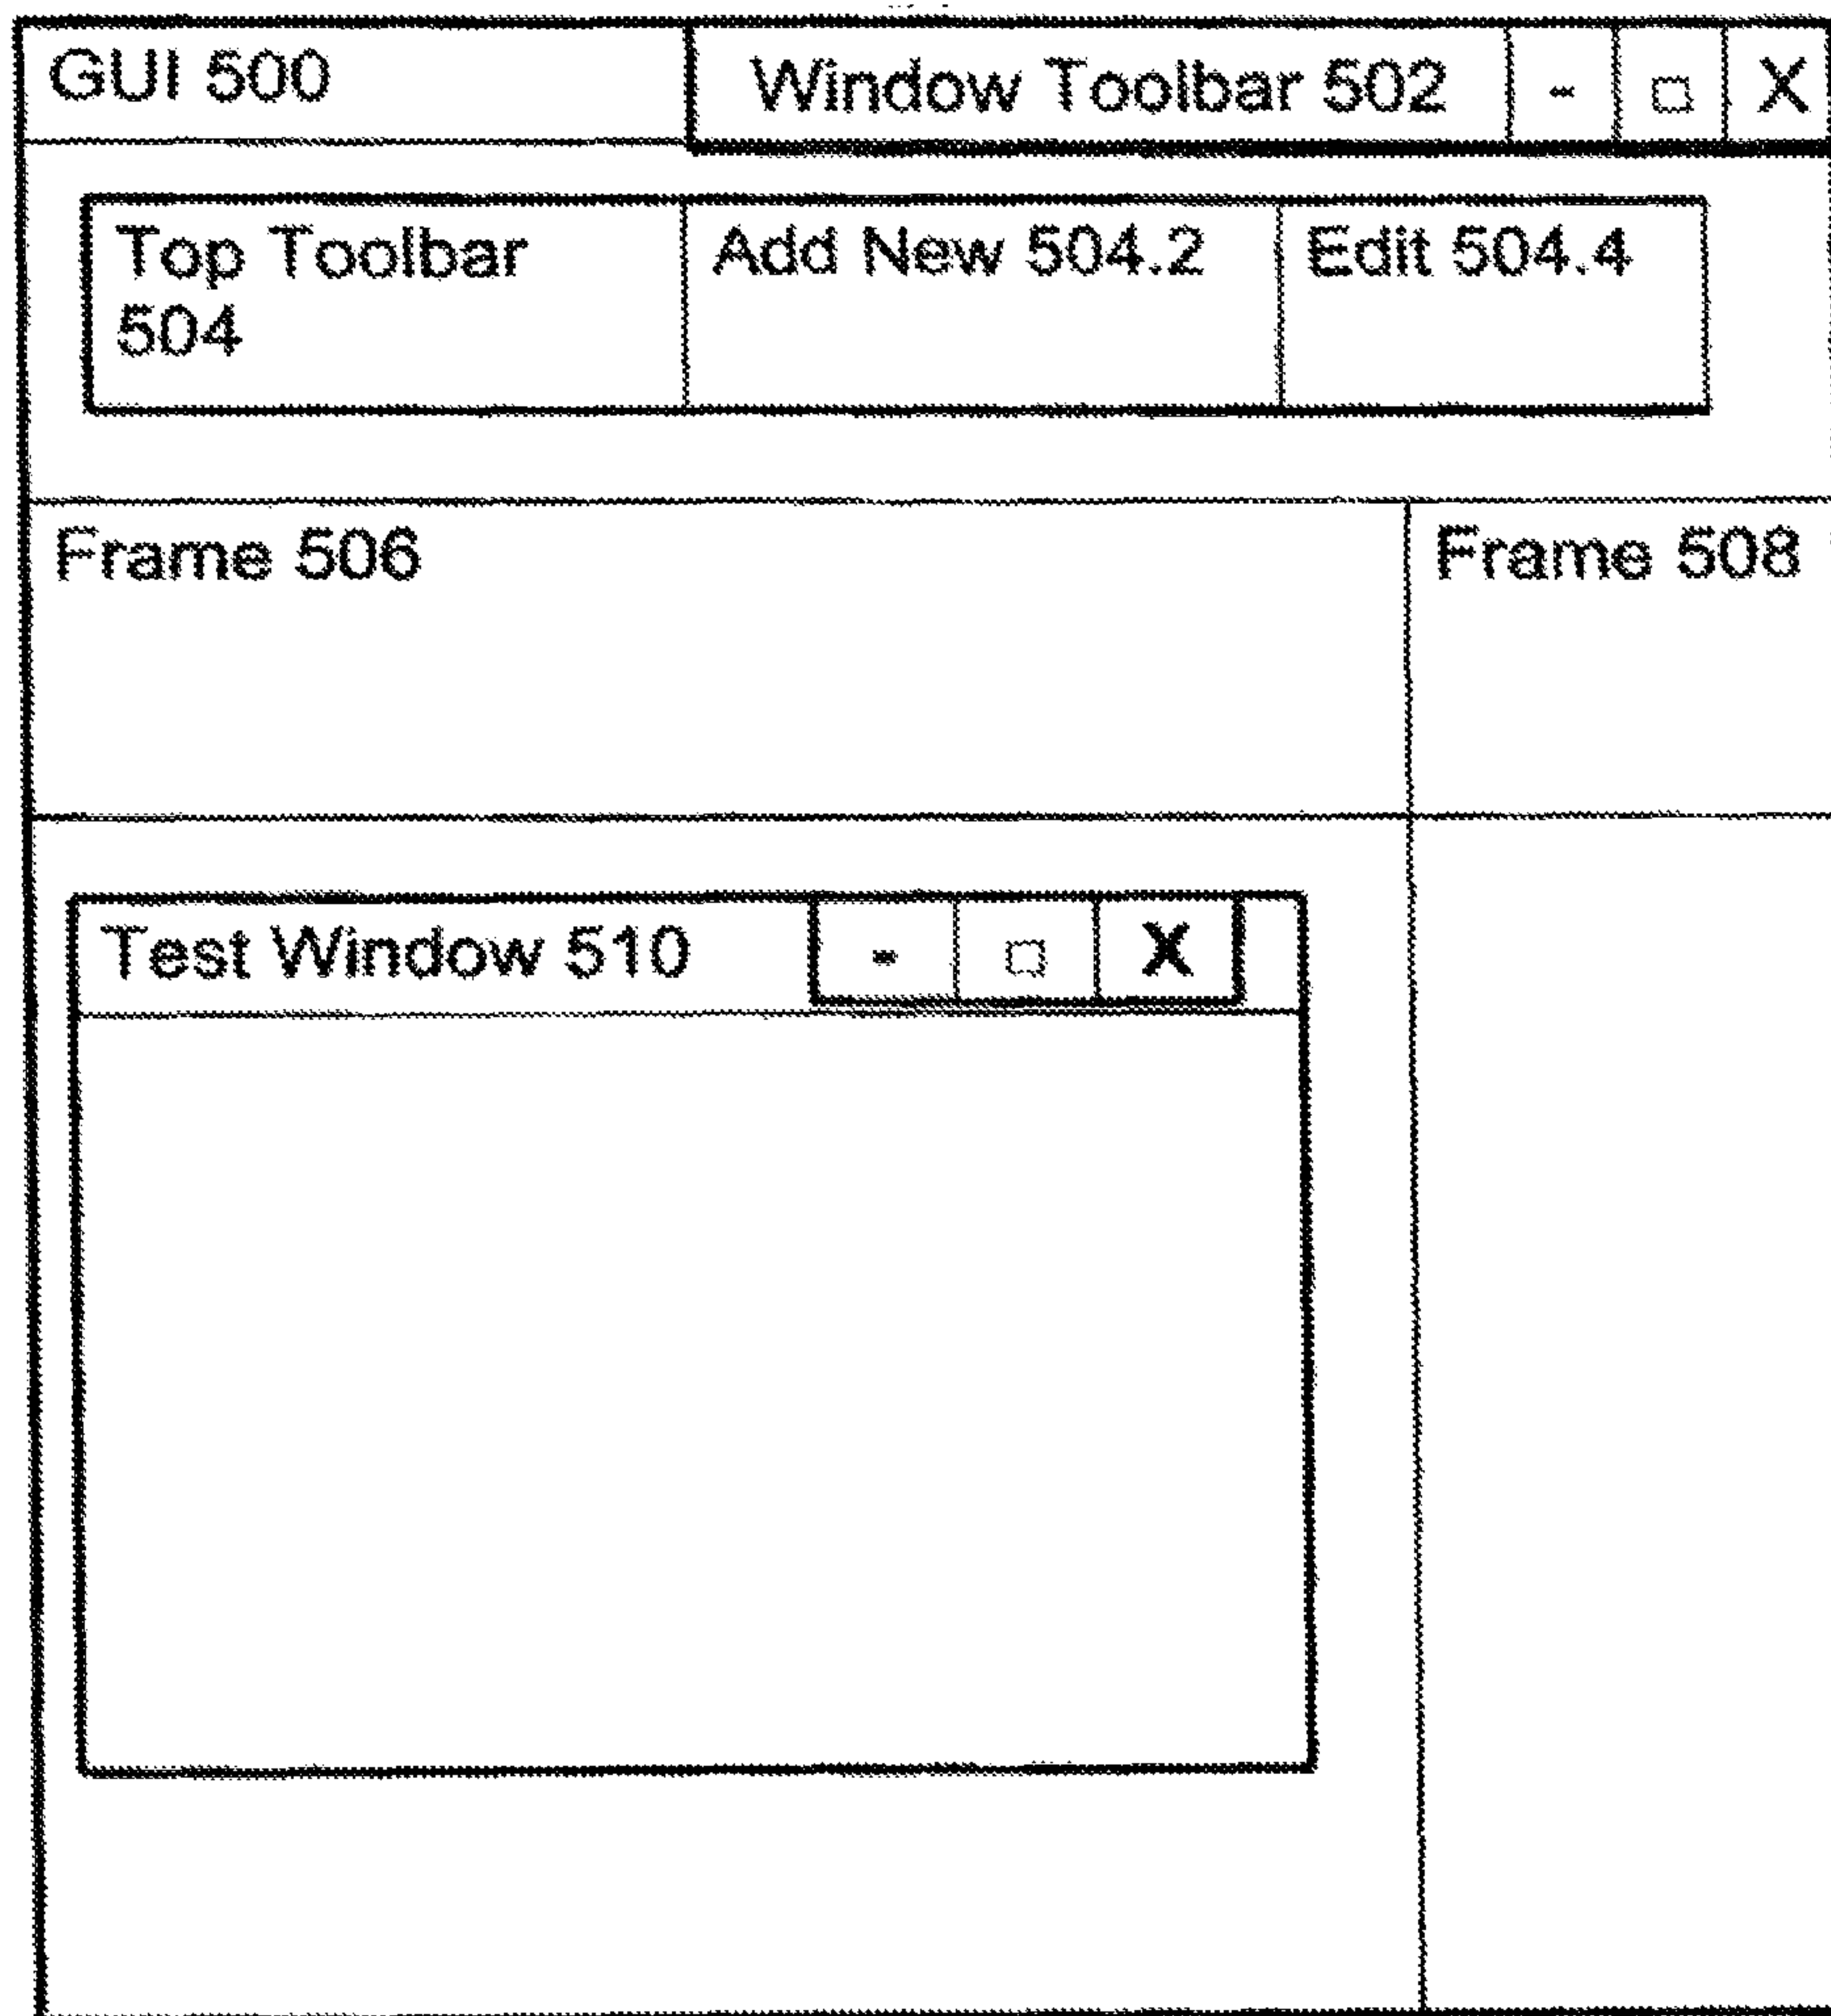 GUI 500
Window Toolbar 502 - □ X
Top Toolbar
504
Add New 504.2
Edit 504.4
Frame 506
Frame 508
Test Window 510 - □ X